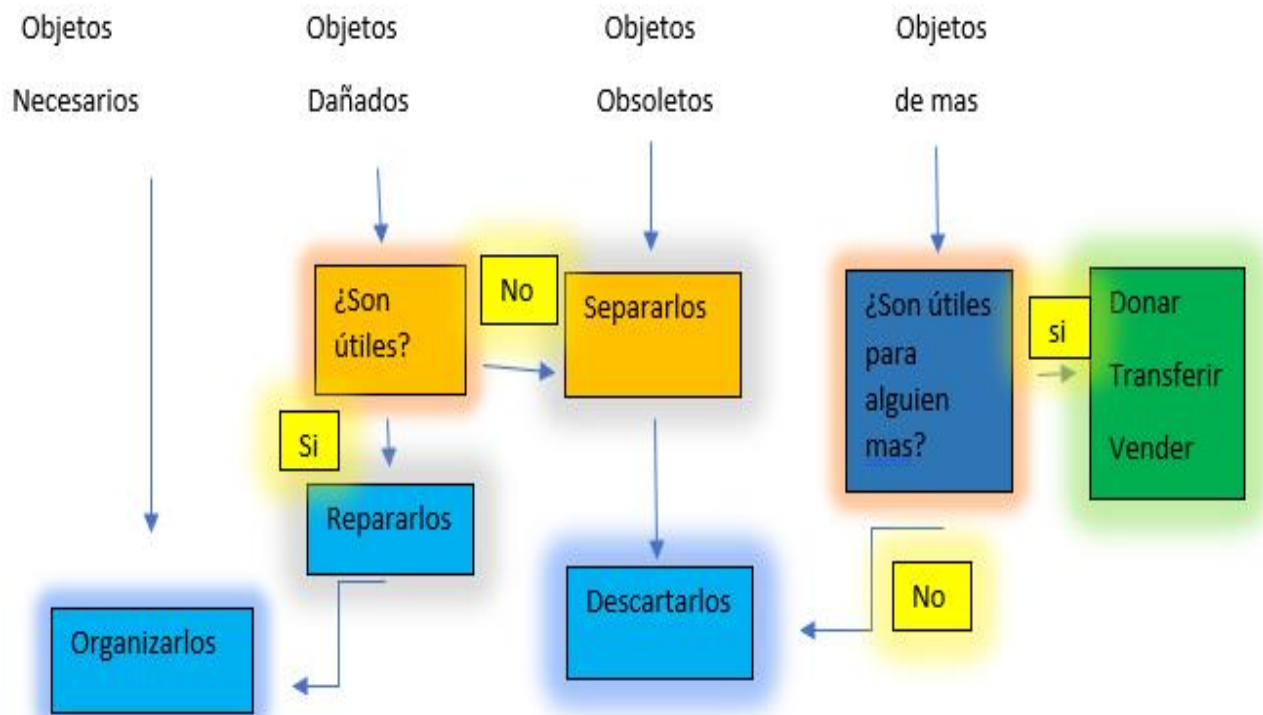 Objetos
Necesarios
Objetos
Dañados
Objetos
Obsoletos
Objetos
de mas
¿Son
útiles?
No
Separarlos
¿Son útiles
para
alguien
mas?
si
Donar
Transferir
Vender
Si
Repararlos
Organizarlos
Descartarlos
No